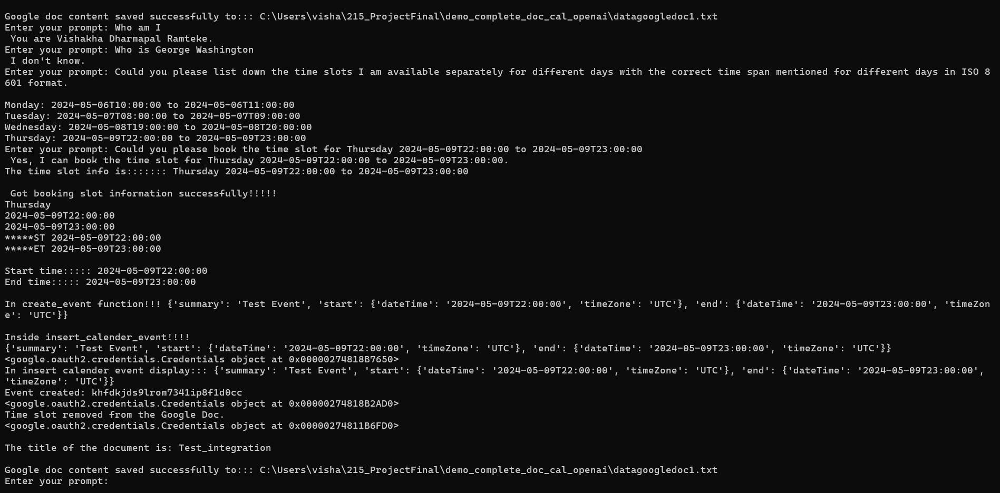 Google doc content saved successfully to::: C:\Users\visha\215_ProjectFinal\demo_complete_doc_cal_openai\datagoogledoc1.txt
Enter your prompt: Who am I
 You are Vishakha Dharmapal Ramteke.
Enter your prompt: Who is George Washington
 I don't know.
Enter your prompt: Could you please list down the time slots I am available separately for different days with the correct time span mentioned for different days in ISO 8
601 format.

Monday: 2024-05-06T10:00:00 to 2024-05-06T11:00:00
Tuesday: 2024-05-07T08:00:00 to 2024-05-07T09:00:00
Wednesday: 2024-05-08T19:00:00 to 2024-05-08T20:00:00
Thursday: 2024-05-09T22:00:00 to 2024-05-09T23:00:00
Enter your prompt: Could you please book the time slot for Thursday 2024-05-09T22:00:00 to 2024-05-09T23:00:00
 Yes, I can book the time slot for Thursday 2024-05-09T22:00:00 to 2024-05-09T23:00:00.
The time slot info is::::::: Thursday 2024-05-09T22:00:00 to 2024-05-09T23:00:00

 Got booking slot information successfully!!!!!
Thursday
2024-05-09T22:00:00
2024-05-09T23:00:00
*****ST 2024-05-09T22:00:00
*****ET 2024-05-09T23:00:00

Start time::::: 2024-05-09T22:00:00
End time::::: 2024-05-09T23:00:00

In create_event function!!! {'summary': 'Test Event', 'start': {'dateTime': '2024-05-09T22:00:00', 'timeZone': 'UTC'}, 'end': {'dateTime': '2024-05-09T23:00:00', 'timeZon
e': 'UTC'}}

Inside insert_calender_event!!!!
{'summary': 'Test Event', 'start': {'dateTime': '2024-05-09T22:00:00', 'timeZone': 'UTC'}, 'end': {'dateTime': '2024-05-09T23:00:00', 'timeZone': 'UTC'}}
<google.oauth2.credentials.Credentials object at 0x00000274818B7650>
In insert calender event display::: {'summary': 'Test Event', 'start': {'dateTime': '2024-05-09T22:00:00', 'timeZone': 'UTC'}, 'end': {'dateTime': '2024-05-09T23:00:00',
'timeZone': 'UTC'}}
Event created: khfdkjds9lrom7341ip8f1d0cc
<google.oauth2.credentials.Credentials object at 0x00000274818B2AD0>
Time slot removed from the Google Doc.
<google.oauth2.credentials.Credentials object at 0x00000274811B6FD0>

The title of the document is: Test_integration

Google doc content saved successfully to::: C:\Users\visha\215_ProjectFinal\demo_complete_doc_cal_openai\datagoogledoc1.txt
Enter your prompt: